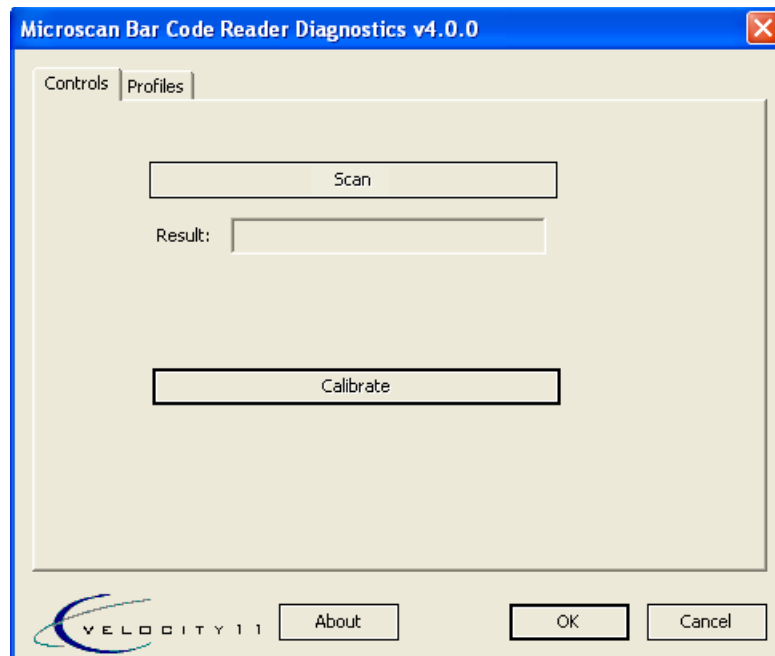 Microscan Bar Code Reader Diagnostics v4.0.0
Controls Profiles
Scan
Result:
Calibrate
VELOCITY11 About OK Cancel